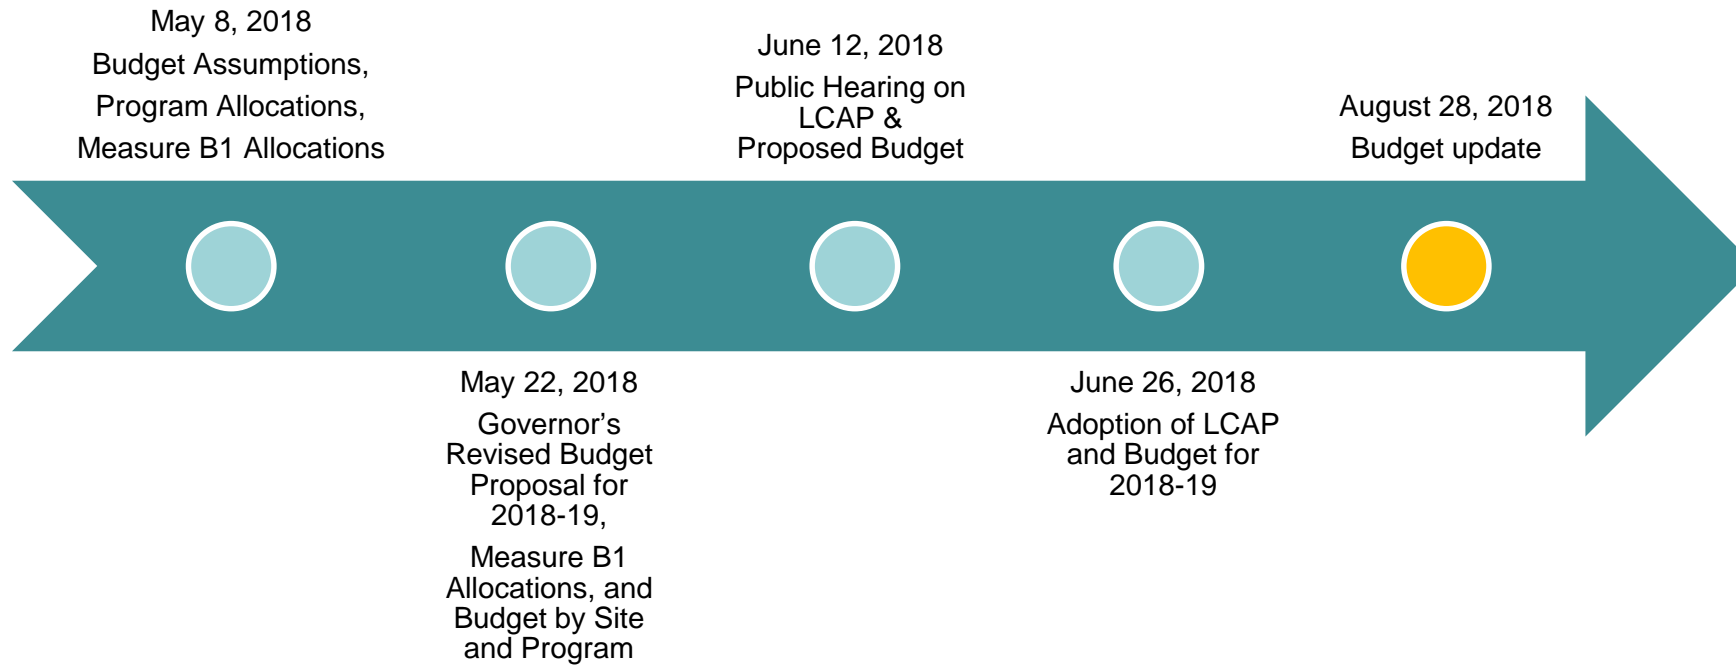 May 8, 2018
Budget Assumptions,
Program Allocations,
Measure B1 Allocations
May 22, 2018
Governor’s
Revised Budget
Proposal for
2018-19,
Measure B1
Allocations, and
Budget by Site
and Program
June 12, 2018
Public Hearing on
LCAP &
Proposed Budget
June 26, 2018
Adoption of LCAP
and Budget for
2018-19
August 28, 2018
Budget update